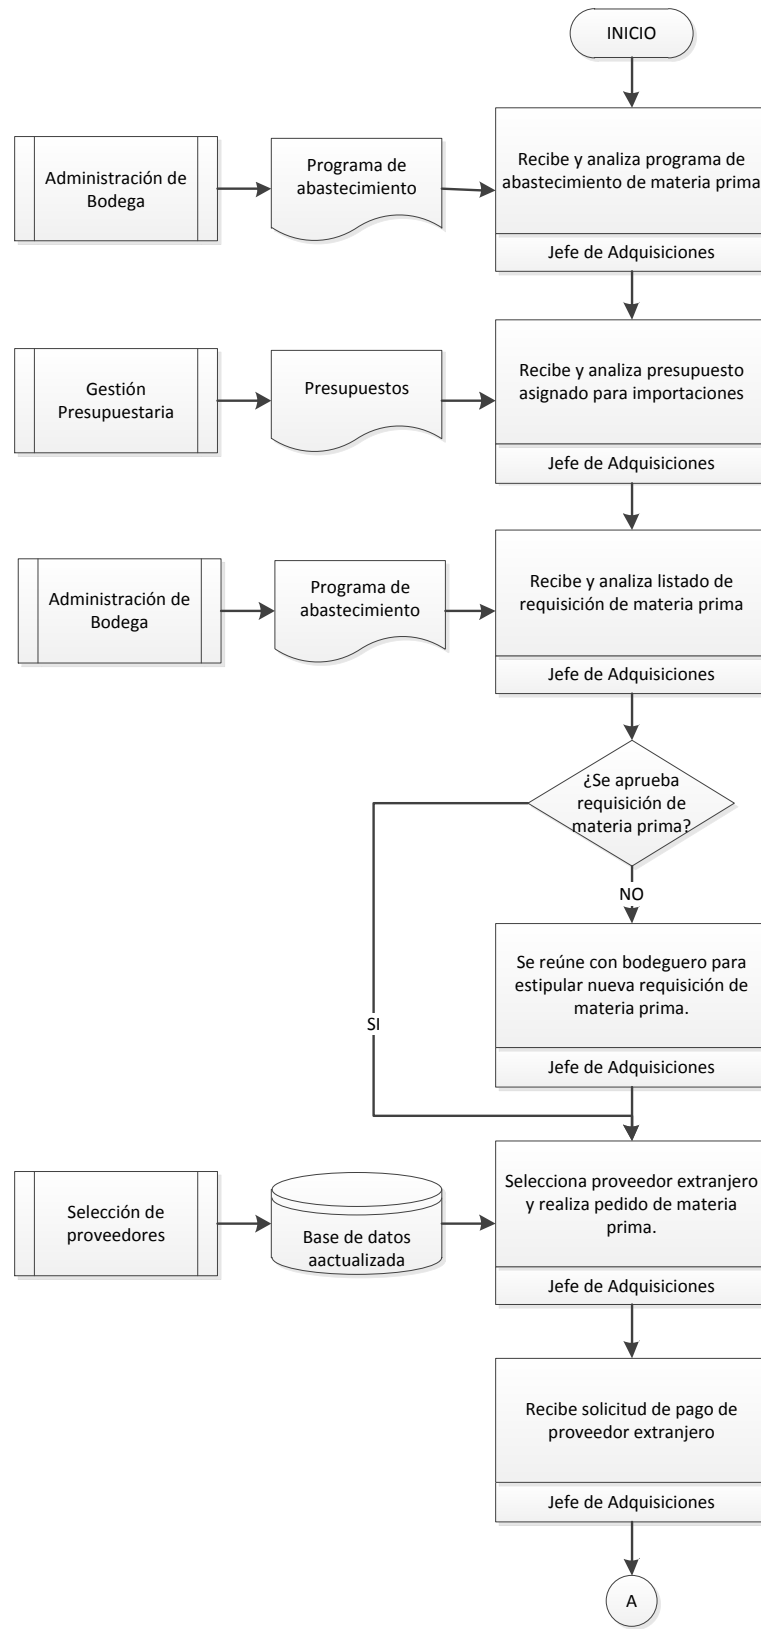 INICIO
Administración de
Bodega
Programa de
abastecimiento
Recibe y analiza programa de
abastecimiento de materia prima
Jefe de Adquisiciones
Gestión
Presupuestaria
Presupuestos
Recibe y analiza presupuesto
asignado para importaciones
Jefe de Adquisiciones
Administración de
Bodega
Programa de
abastecimiento
Recibe y analiza listado de
requisición de materia prima
Jefe de Adquisiciones
¿Se aprueba
requisición de
materia prima?
NO
Se reúne con bodeguero para
estipular nueva requisición de
materia prima.
Jefe de Adquisiciones
SI
Selección de
proveedores
Base de datos
aactualizada
Selecciona proveedor extranjero
y realiza pedido de materia
prima.
Jefe de Adquisiciones
Recibe solicitud de pago de
proveedor extranjero
Jefe de Adquisiciones
A